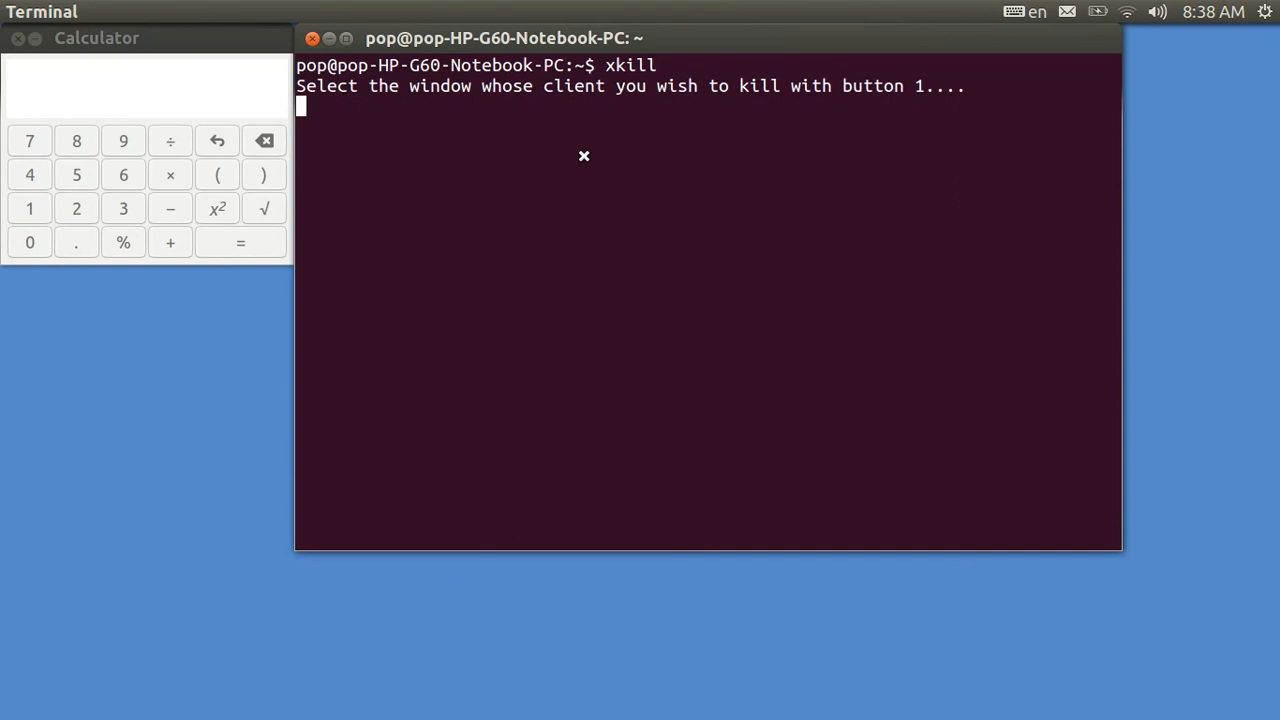 Terminal
en
8:38 AM
Calculator
7 8 9 ÷
4 5 6 × ( )
1 2 3 − x² √
0 . % + =
pop@pop-HP-G60-Notebook-PC: ~
pop@pop-HP-G60-Notebook-PC:~$ xkill
Select the window whose client you wish to kill with button 1....